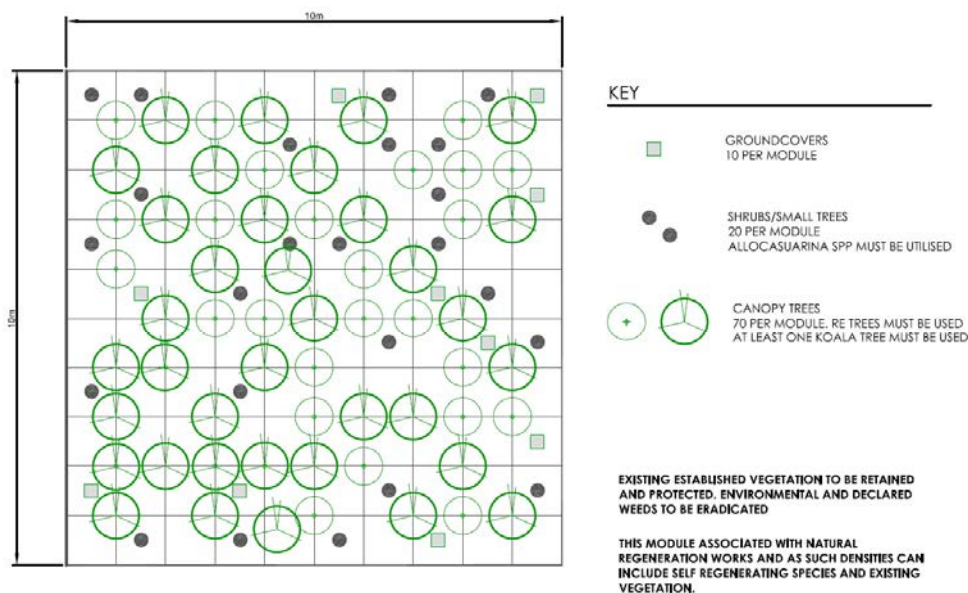 10m
10m
KEY
GROUNDCOVERS
10 PER MODULE
SHRUBS/SMALL TREES
20 PER MODULE
ALLOCASUARINA SPP MUST BE UTILISED
CANOPY TREES
70 PER MODULE. RE TREES MUST BE USED
AT LEAST ONE KOALA TREE MUST BE USED
EXISTING ESTABLISHED VEGETATION TO BE RETAINED
AND PROTECTED. ENVIRONMENTAL AND DECLARED
WEEDS TO BE ERADICATED
THIS MODULE ASSOCIATED WITH NATURAL
REGENERATION WORKS AND AS SUCH DENSITIES CAN
INCLUDE SELF REGENERATING SPECIES AND EXISTING
VEGETATION.